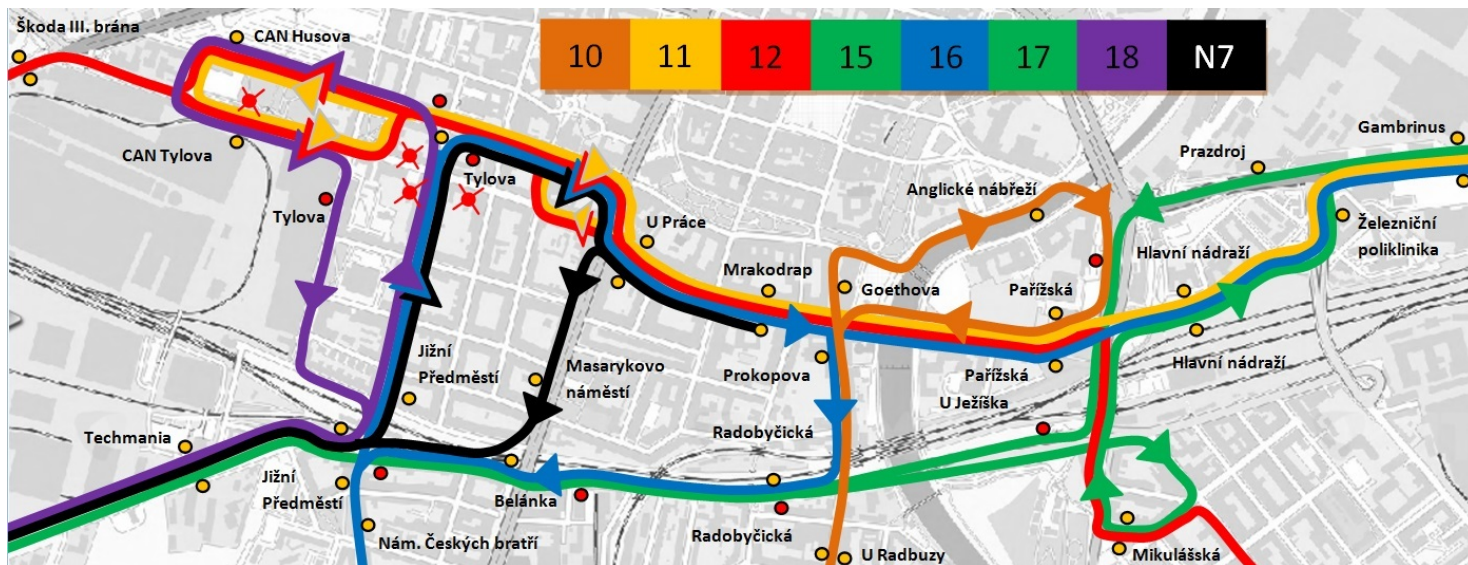 Škoda III. brána
CAN Husova
10 11 12 15 16 17 18 N7
Gambrinus
Prazdroj
CAN Tylova
Tylova
Anglické nábřeží
Tylova
U Práce
Železniční
poliklinika
Hlavní nádraží
Mrakodrap
Goethova
Pařížská
Jižní
Předměstí
Masarykovo
náměstí
Prokopova
Pařížská
Hlavní nádraží
U Ježíška
Techmania
Radobyčická
Jižní
Předměstí
Belánka
Nám. Českých bratří
Radobyčická
U Radbuzy
Mikulášská